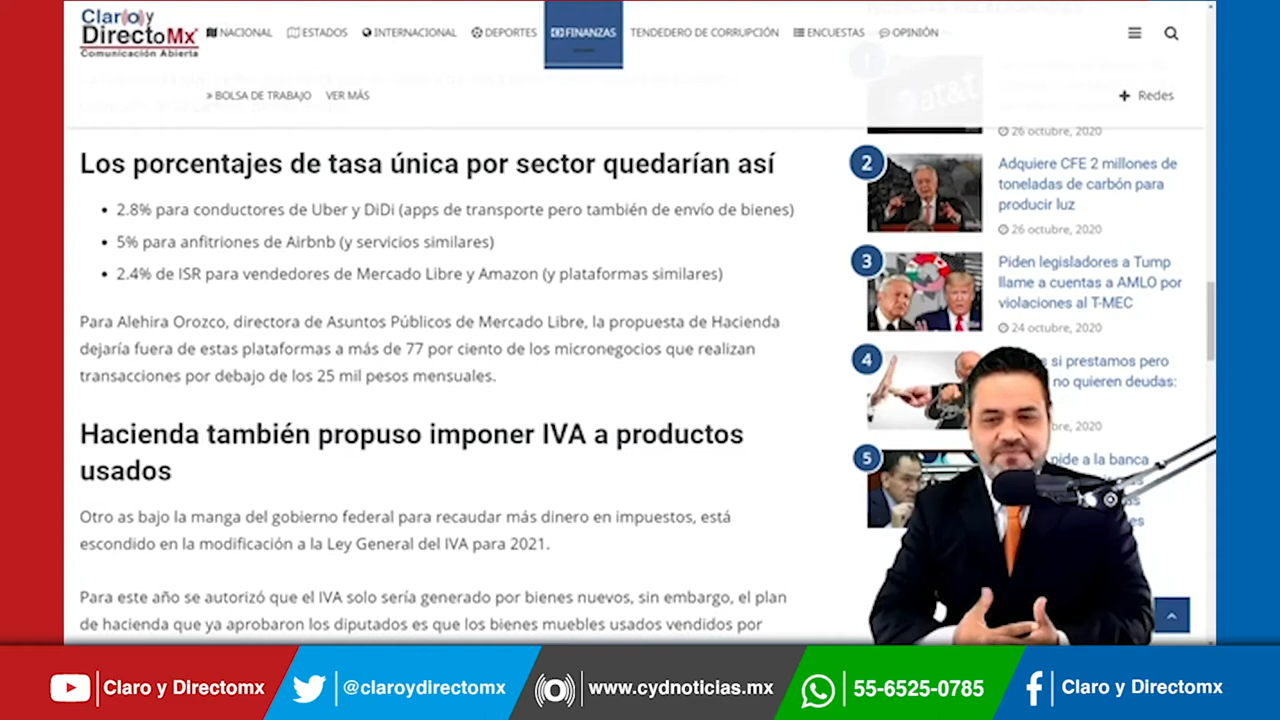 Claro y
DirectoMx
Comunicación Abierta
NACIONAL
ESTADOS
INTERNACIONAL
DEPORTES
FINANZAS
TENDEDERO DE CORRUPCIÓN
ENCUESTAS
OPINIÓN
» BOLSA DE TRABAJO
VER MÁS
+ Redes
Los porcentajes de tasa única por sector quedarían así
• 2.8% para conductores de Uber y DiDi (apps de transporte pero también de envío de bienes)
• 5% para anfitriones de Airbnb (y servicios similares)
• 2.4% de ISR para vendedores de Mercado Libre y Amazon (y plataformas similares)
Para Alehira Orozco, directora de Asuntos Públicos de Mercado Libre, la propuesta de Hacienda
dejaría fuera de estas plataformas a más de 77 por ciento de los micronegocios que realizan
transacciones por debajo de los 25 mil pesos mensuales.
Hacienda también propuso imponer IVA a productos
usados
Otro as bajo la manga del gobierno federal para recaudar más dinero en impuestos, está
escondido en la modificación a la Ley General del IVA para 2021.
Para este año se autorizó que el IVA solo sería generado por bienes nuevos, sin embargo, el plan
de hacienda que ya aprobaron los diputados es que los bienes muebles usados vendidos por
1
at&t
26 octubre, 2020
2
Adquiere CFE 2 millones de
toneladas de carbón para
producir luz
26 octubre, 2020
3
Piden legisladores a Trump
llame a cuentas a AMLO por
violaciones al T-MEC
24 octubre, 2020
4
si prestamos pero
no quieren deudas:
2020
5
pide a la banca
Claro y Directomx
@claroydirectomx
www.cydnoticias.mx
55-6525-0785
Claro y Directomx